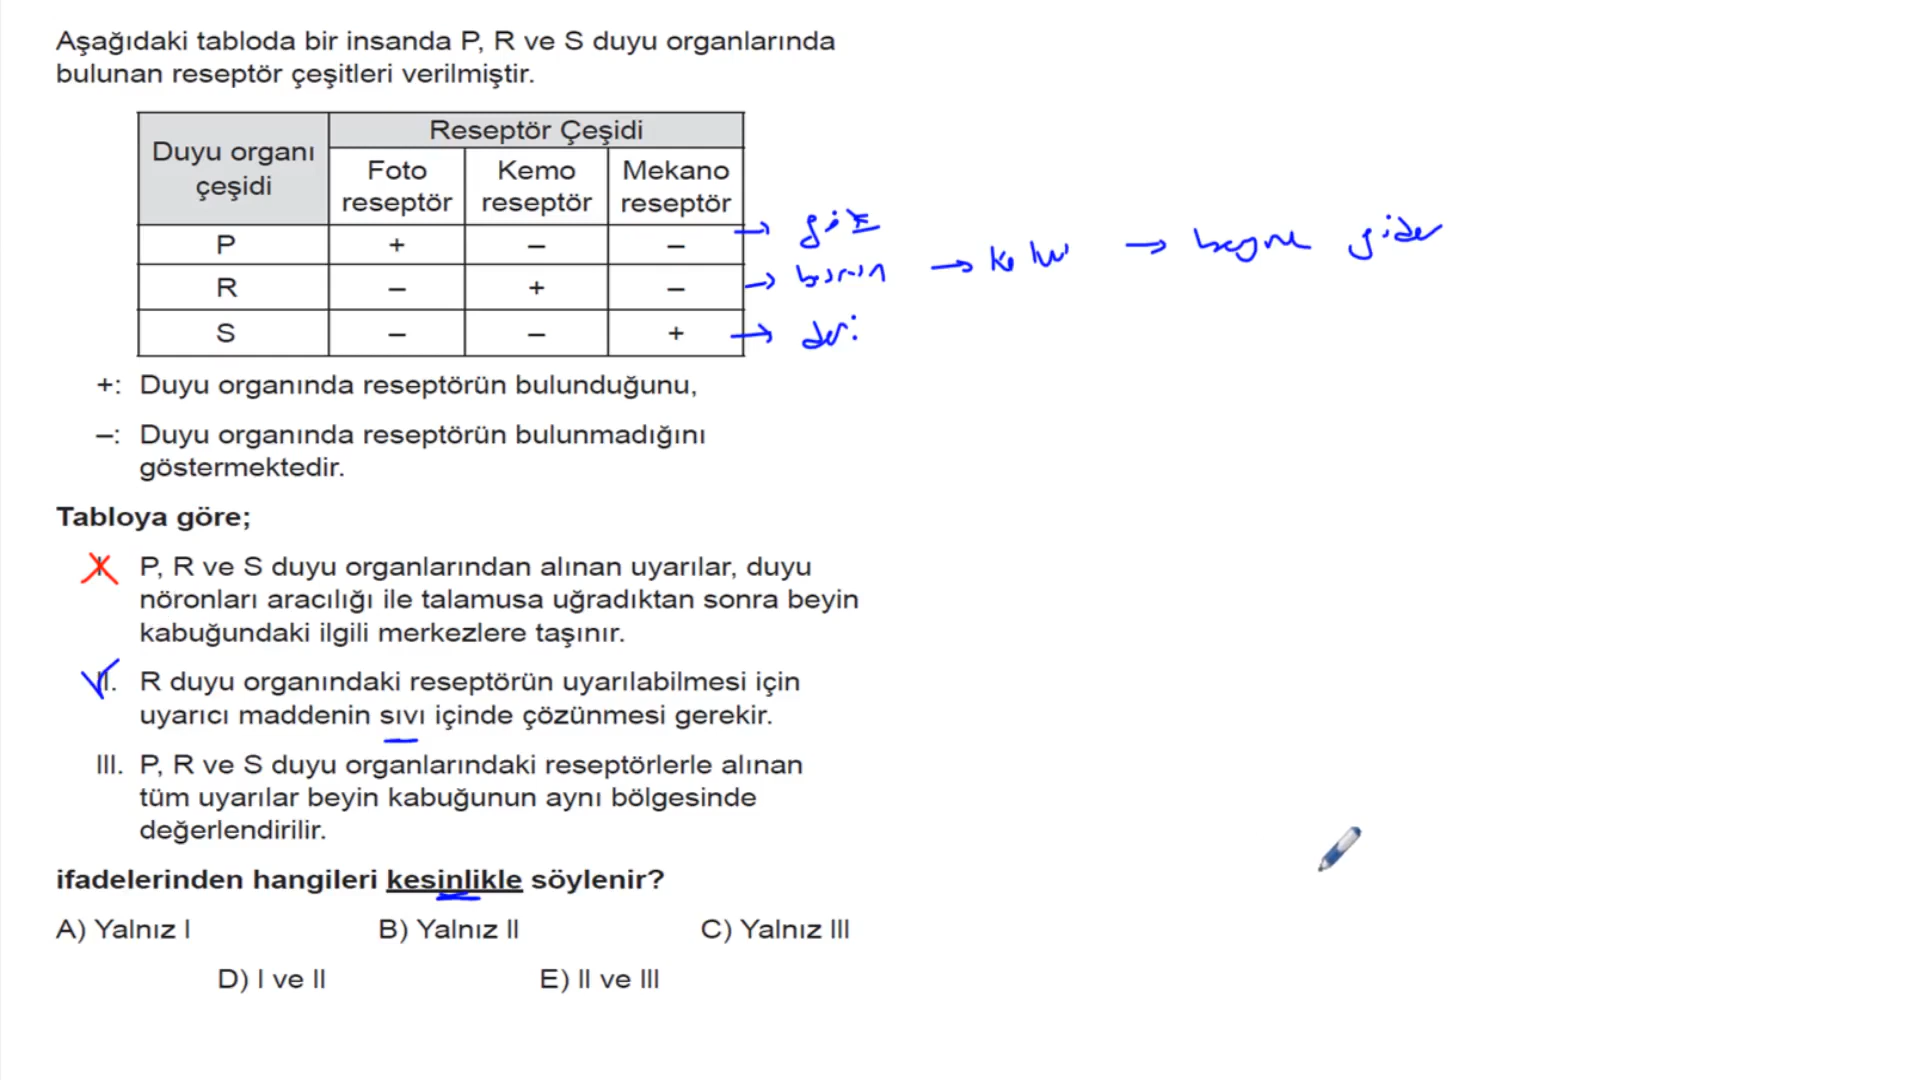 Aşağıdaki tabloda bir insanda P, R ve S duyu organlarında
bulunan reseptör çeşitleri verilmiştir.
Duyu organı çeşidi | Reseptör Çeşidi
Foto reseptör | Kemo reseptör | Mekano reseptör
P | + | – | – → göz
R | – | + | – → burun → koku → beyne gider
S | – | – | + → deri
+: Duyu organında reseptörün bulunduğunu,
–: Duyu organında reseptörün bulunmadığını
göstermektedir.
Tabloya göre;
I. P, R ve S duyu organlarından alınan uyarılar, duyu
nöronları aracılığı ile talamusa uğradıktan sonra beyin
kabuğundaki ilgili merkezlere taşınır.
II. R duyu organındaki reseptörün uyarılabilmesi için
uyarıcı maddenin sıvı içinde çözünmesi gerekir.
III. P, R ve S duyu organlarındaki reseptörlerle alınan
tüm uyarılar beyin kabuğunun aynı bölgesinde
değerlendirilir.
ifadelerinden hangileri kesinlikle söylenir?
A) Yalnız I B) Yalnız II C) Yalnız III
D) I ve II E) II ve III